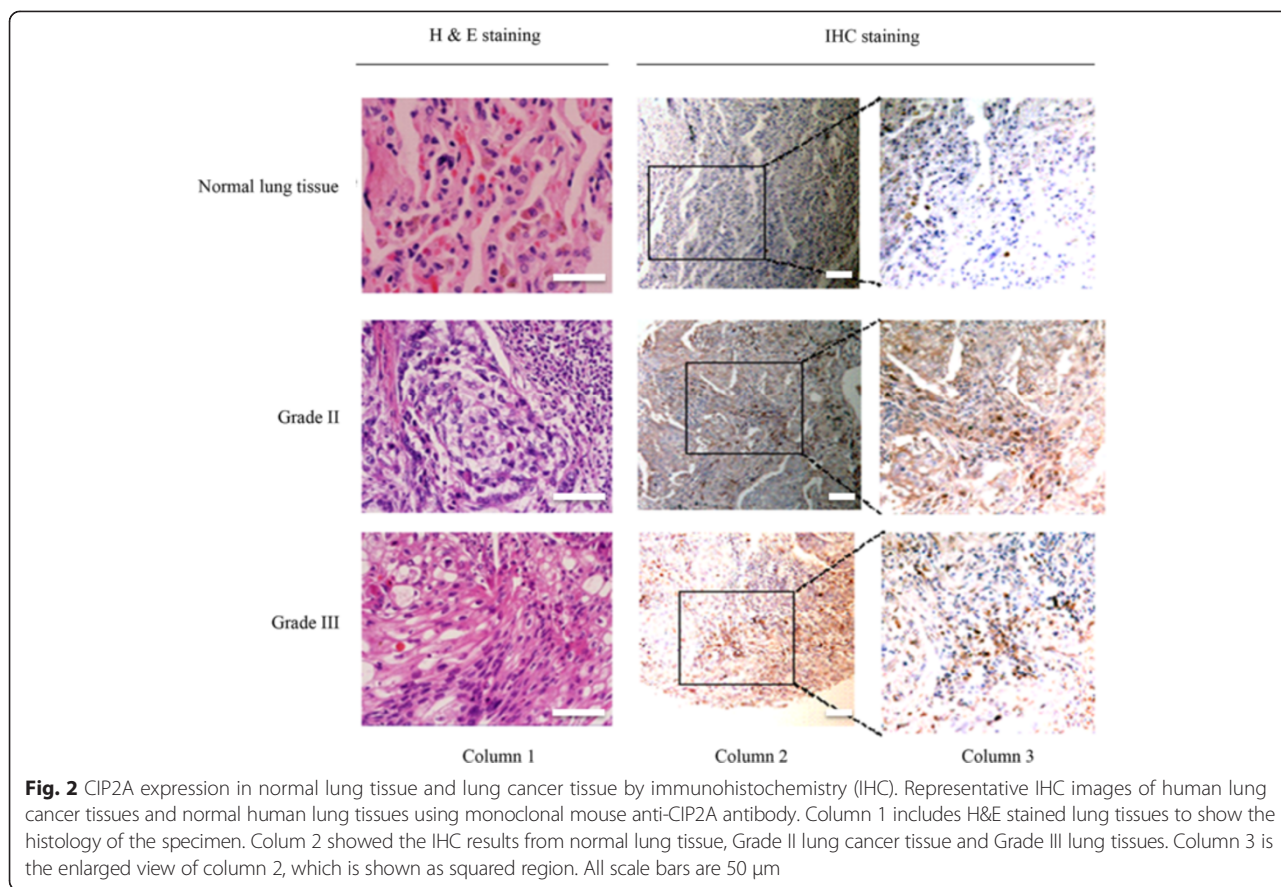 H & E staining
IHC staining
Normal lung tissue
Grade II
Grade III
Column 1
Column 2
Column 3
Fig. 2 CIP2A expression in normal lung tissue and lung cancer tissue by immunohistochemistry (IHC). Representative IHC images of human lung
cancer tissues and normal human lung tissues using monoclonal mouse anti-CIP2A antibody. Column 1 includes H&E stained lung tissues to show the
histology of the specimen. Colum 2 showed the IHC results from normal lung tissue, Grade II lung cancer tissue and Grade III lung tissues. Column 3 is
the enlarged view of column 2, which is shown as squared region. All scale bars are 50 μm